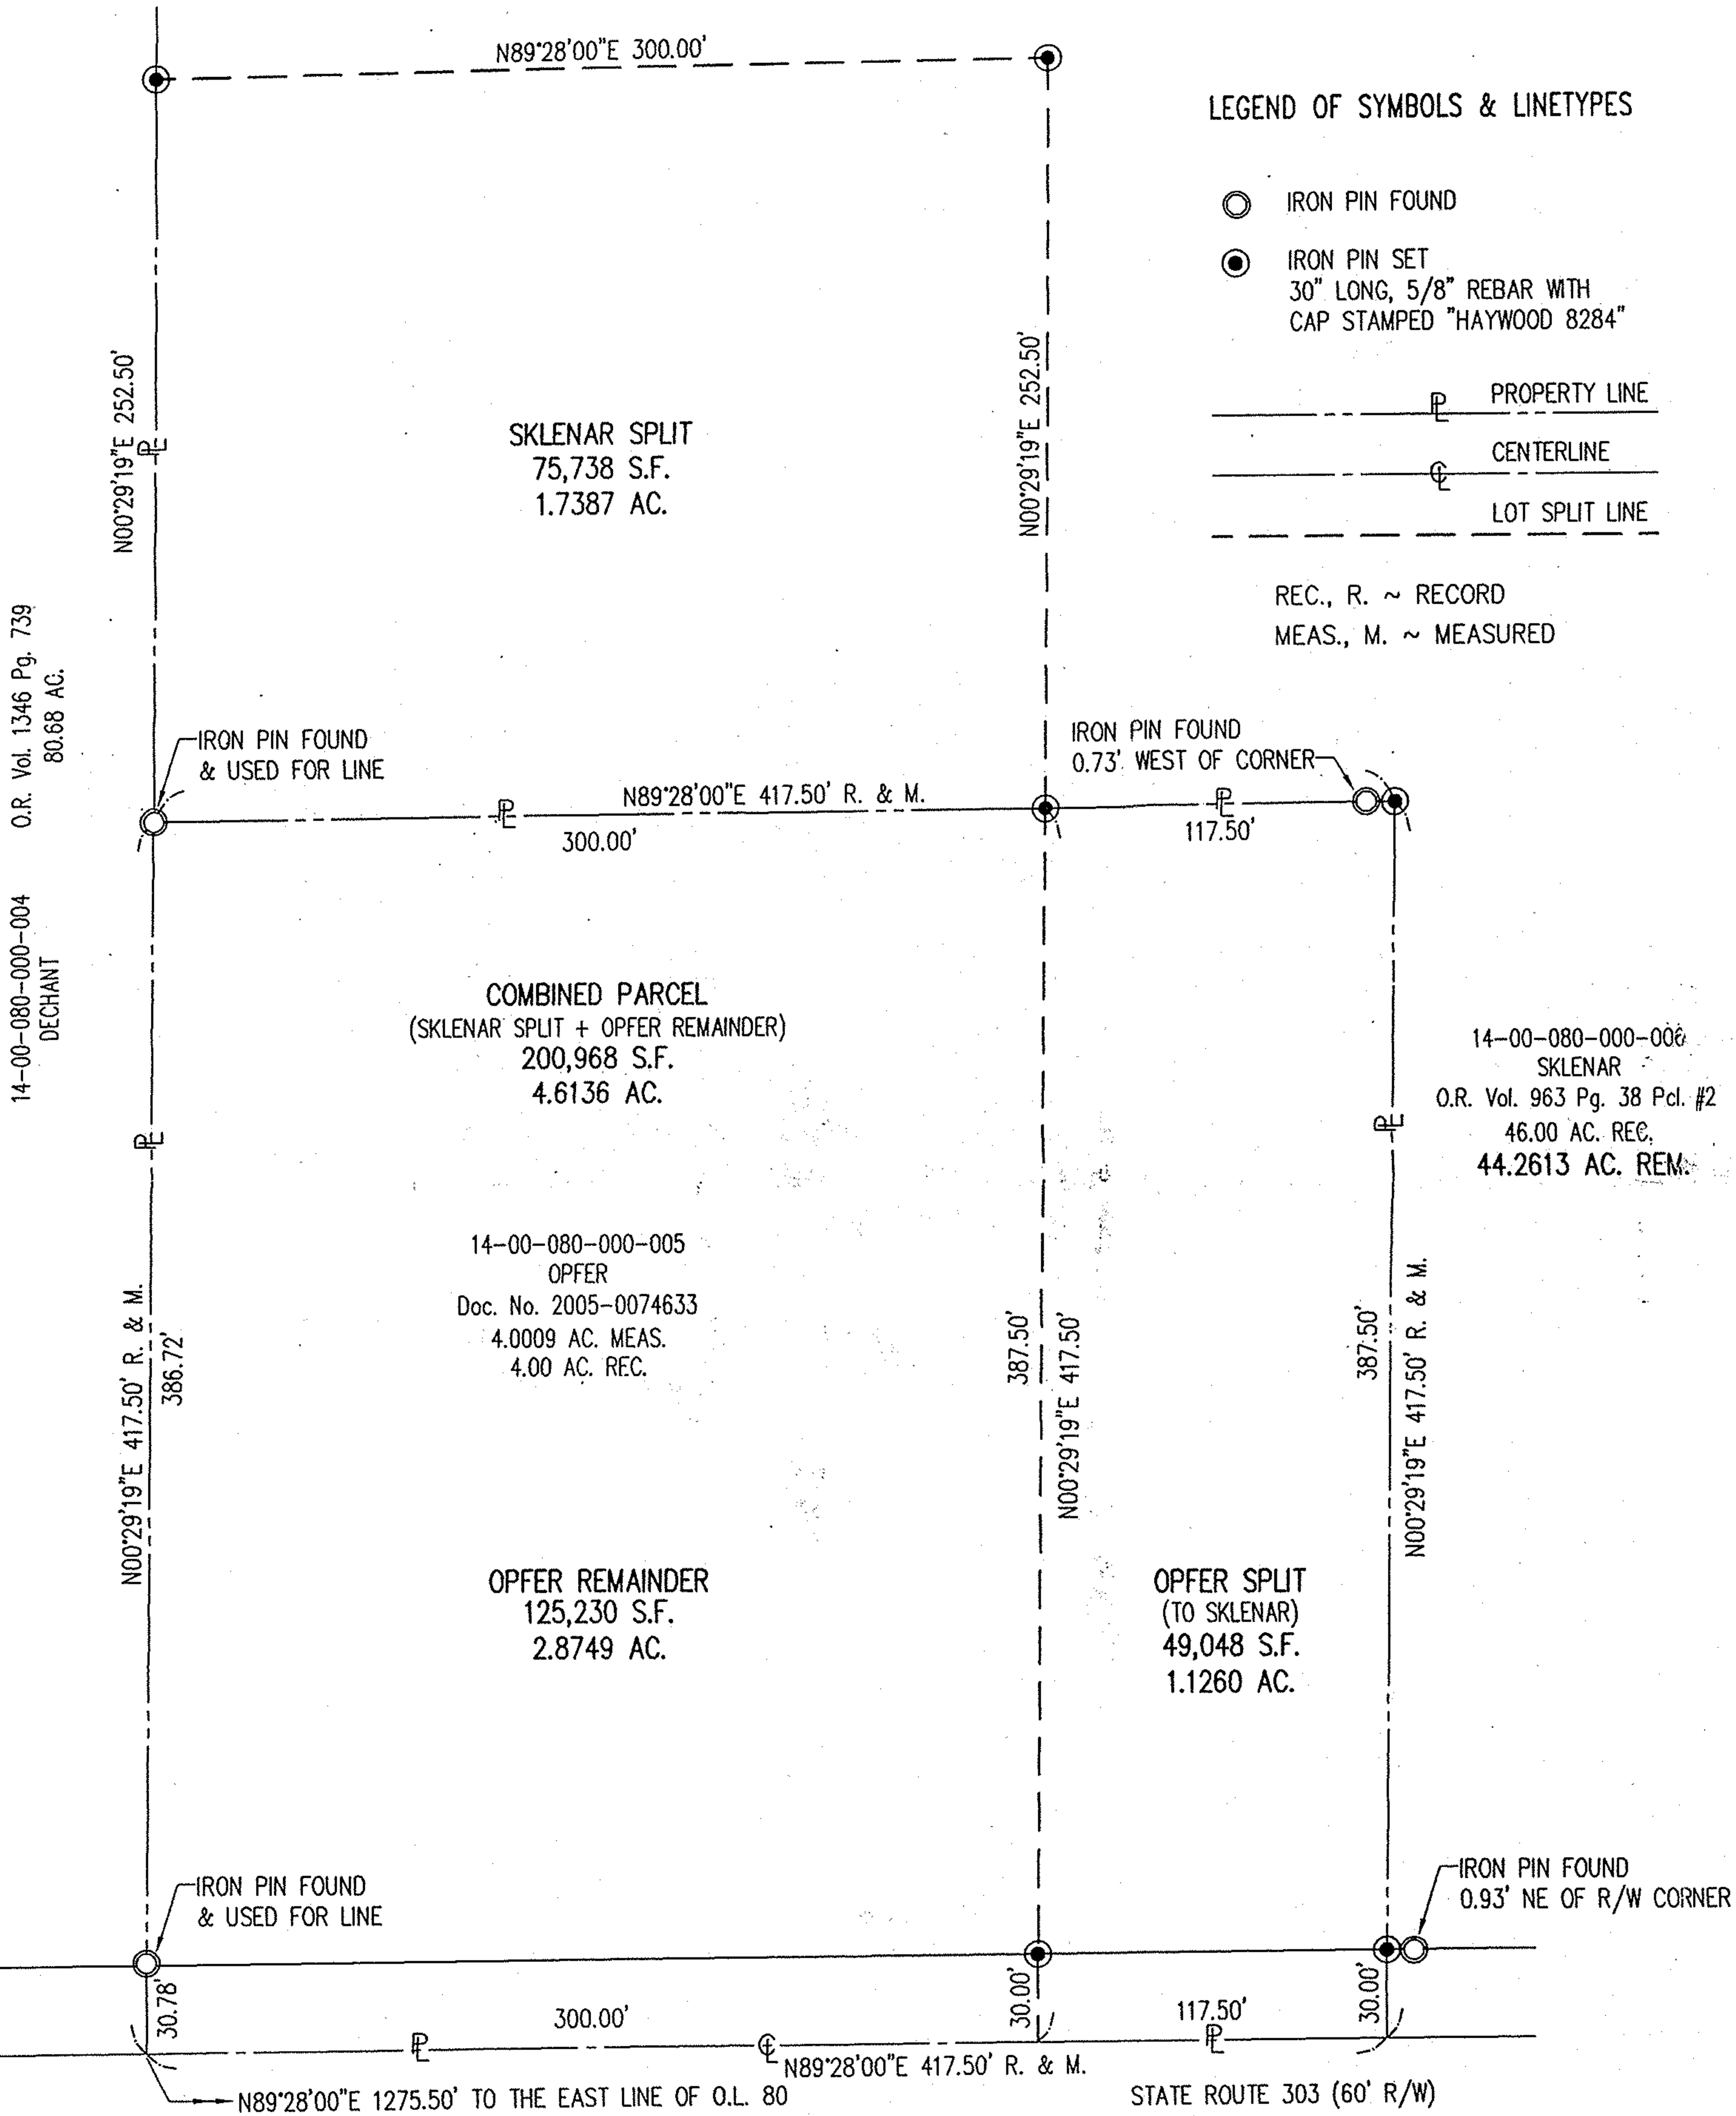 N89°28'00"E 300.00'
LEGEND OF SYMBOLS & LINETYPES
IRON PIN FOUND
IRON PIN SET
30" LONG, 5/8" REBAR WITH
CAP STAMPED "HAYWOOD 8284"
PROPERTY LINE
CENTERLINE
LOT SPLIT LINE
REC., R. ~ RECORD
MEAS., M. ~ MEASURED
N00°29'19"E 252.50'
PL
SKLENAR SPLIT
75,738 S.F.
1.7387 AC.
N00°29'19"E 252.50'
PL
CL
14-00-080-000-004
DECHANT
O.R. Vol. 1346 Pg. 739
80.68 AC.
IRON PIN FOUND
& USED FOR LINE
IRON PIN FOUND
0.73' WEST OF CORNER
N89°28'00"E 417.50' R. & M.
PL
300.00'
PL
117.50'
COMBINED PARCEL
(SKLENAR SPLIT + OPFER REMAINDER)
200,968 S.F.
4.6136 AC.
14-00-080-000-006
SKLENAR
O.R. Vol. 963 Pg. 38 Pcl. #2
46.00 AC. REC.
44.2613 AC. REM.
PL
PL
14-00-080-000-005
OPFER
Doc. No. 2005-0074633
4.0009 AC. MEAS.
4.00 AC. REC.
N00°29'19"E 417.50' R. & M.
386.72'
387.50'
N00°29'19"E 417.50'
387.50'
N00°29'19"E 417.50' R. & M.
OPFER REMAINDER
125,230 S.F.
2.8749 AC.
OPFER SPLIT
(TO SKLENAR)
49,048 S.F.
1.1260 AC.
IRON PIN FOUND
& USED FOR LINE
IRON PIN FOUND
0.93' NE OF R/W CORNER
30.78'
300.00'
30.00'
117.50'
30.00'
PL
CL
PL
N89°28'00"E 417.50' R. & M.
N89°28'00"E 1275.50' TO THE EAST LINE OF O.L. 80
STATE ROUTE 303 (60' R/W)